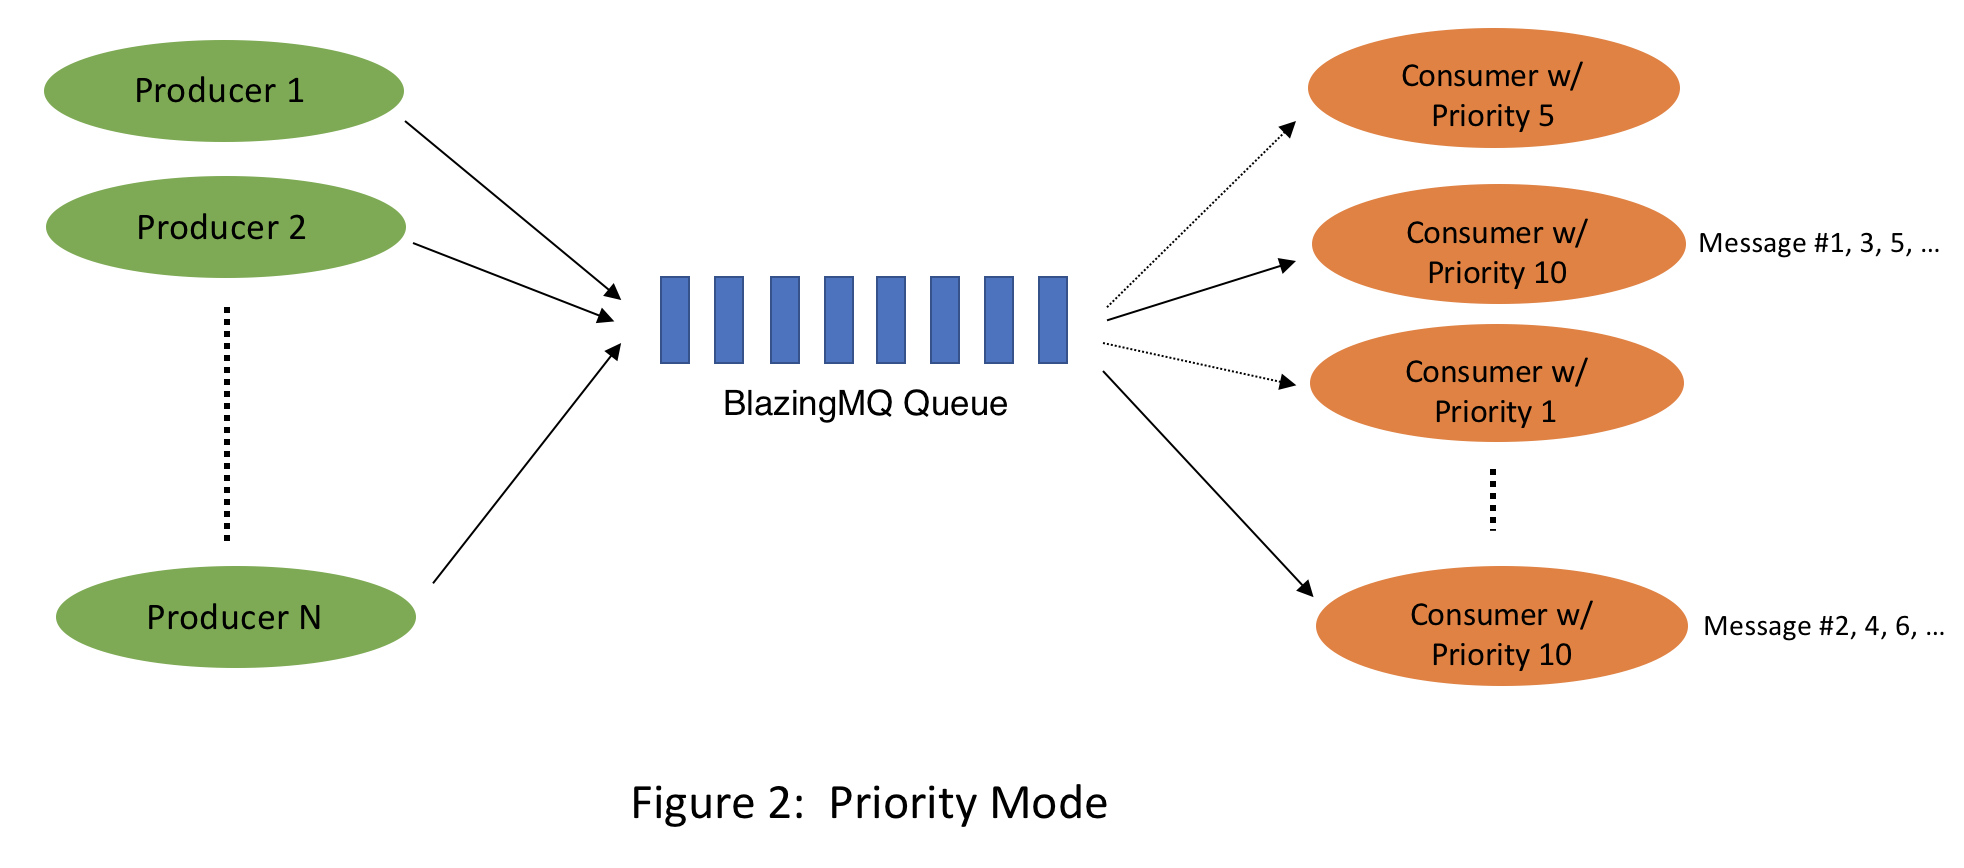 Producer 1
Producer 2
Producer N
BlazingMQ Queue
Consumer w/
Priority 5
Consumer w/
Priority 10
Message #1, 3, 5, …
Consumer w/
Priority 1
Consumer w/
Priority 10
Message #2, 4, 6, …
Figure 2:  Priority Mode